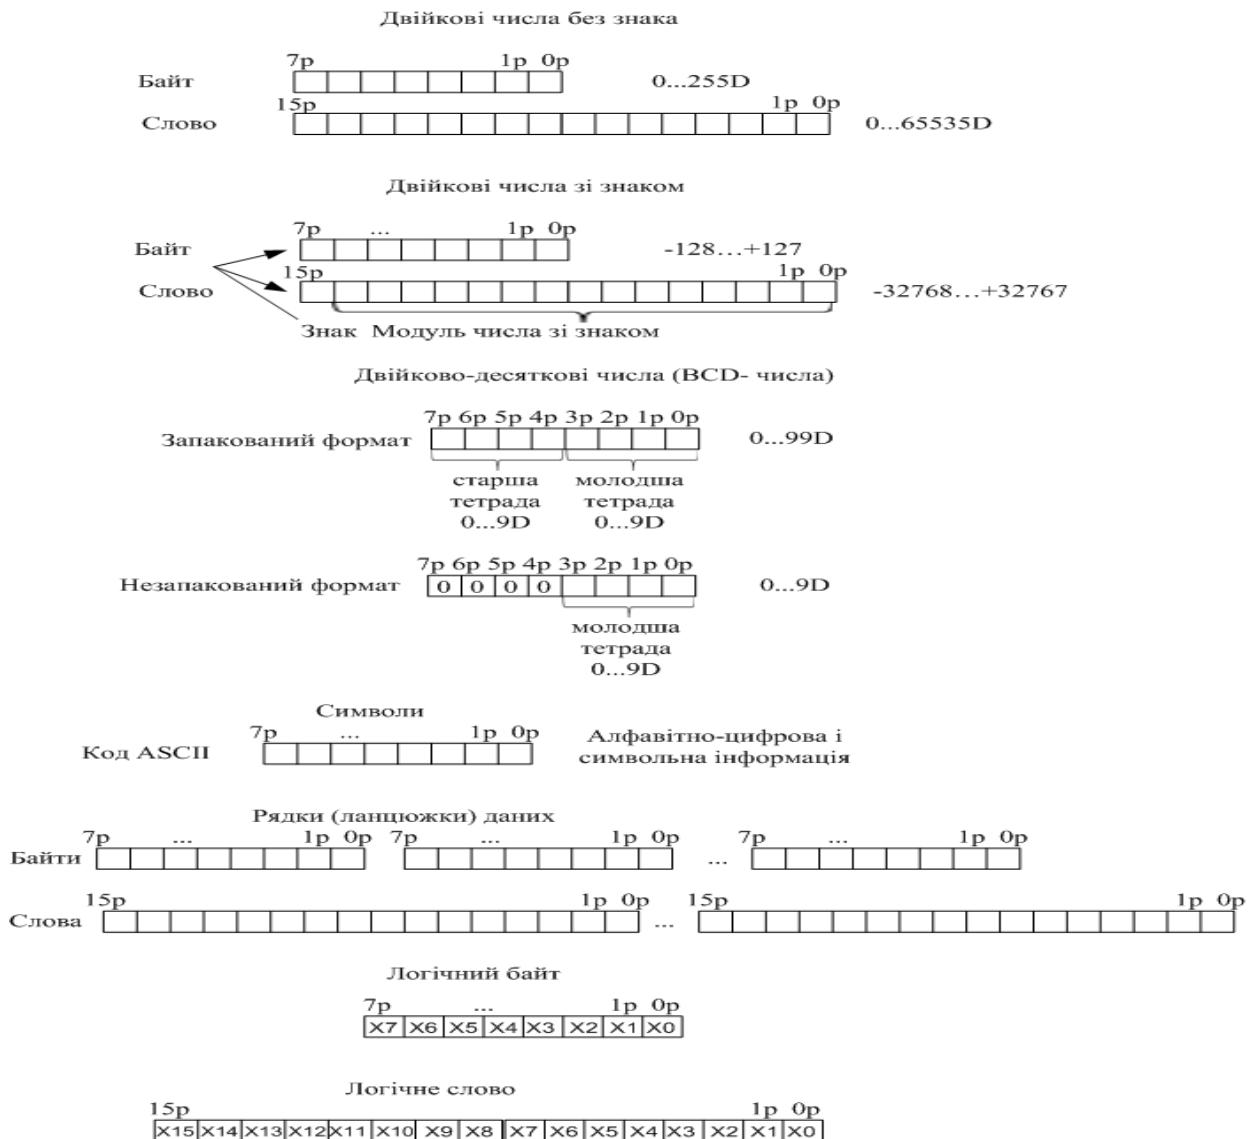 Двійкові числа без знака
7р 1р 0р
Байт 0...255D
15р 1р 0р
Слово 0...65535D
Двійкові числа зі знаком
7р ... 1р 0р
Байт -128...+127
15р 1р 0р
Слово -32768...+32767
Знак Модуль числа зі знаком
Двійково-десяткові числа (BCD- числа)
7р 6р 5р 4р 3р 2р 1р 0р
Запакований формат 0...99D
старша молодша
тетрада тетрада
0...9D 0...9D
7р 6р 5р 4р 3р 2р 1р 0р
Незапакований формат 0 0 0 0 0...9D
молодша
тетрада
0...9D
Символи
7р ... 1р 0р
Код ASCII Алфавітно-цифрова і
символьна інформація
Рядки (ланцюжки) даних
7р ... 1р 0р 7р ... 1р 0р 7р ... 1р 0р
Байти ...
15р 1р 0р 15р 1р 0р
Слова ...
Логічний байт
7р ... 1р 0р
X7 X6 X5 X4 X3 X2 X1 X0
Логічне слово
15р 1р 0р
X15 X14 X13 X12 X11 X10 X9 X8 X7 X6 X5 X4 X3 X2 X1 X0